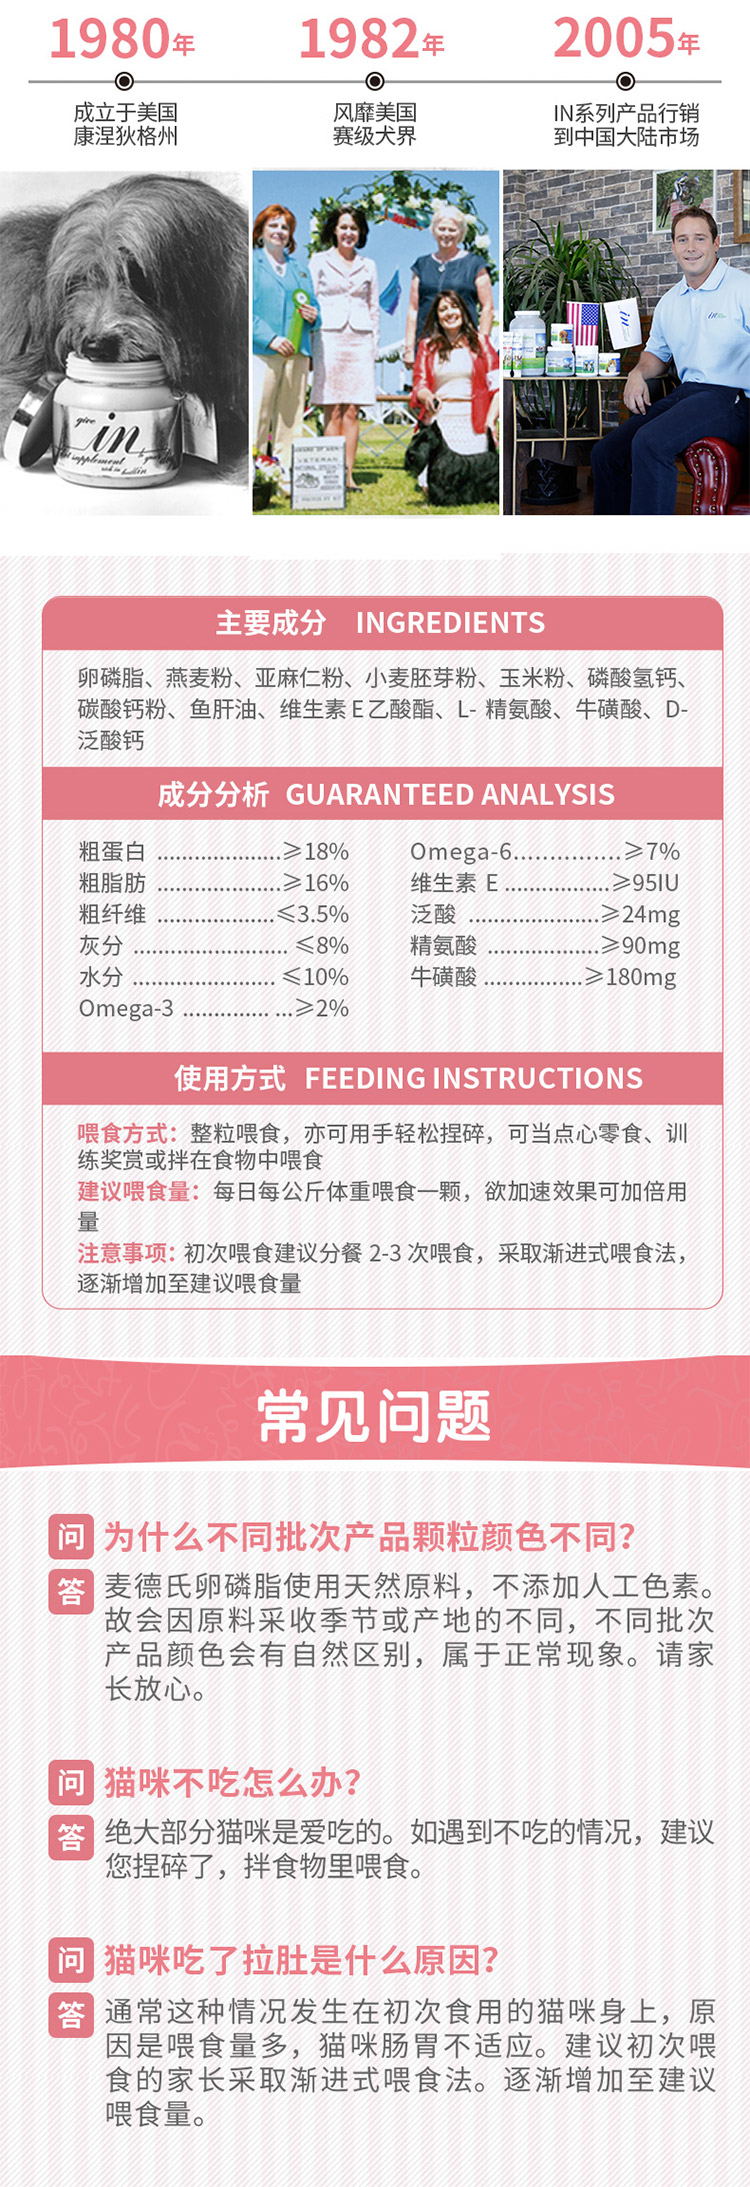 1980年
1982年
2005年
成立于美国
康涅狄格州
风靡美国
赛级犬界
IN系列产品行销
到中国大陆市场
give
in
supplement
in
主要成分 INGREDIENTS
卵磷脂、燕麦粉、亚麻仁粉、小麦胚芽粉、玉米粉、磷酸氢钙、
碳酸钙粉、鱼肝油、维生素E乙酸酯、L- 精氨酸、牛磺酸、D-
泛酸钙
成分分析 GUARANTEED ANALYSIS
粗蛋白 .....................≥18%
粗脂肪 .....................≥16%
粗纤维 ...................≤3.5%
灰分 ......................... ≤8%
水分 ....................... ≤10%
Omega-3 .............. ...≥2%
Omega-6...............≥7%
维生素 E .................≥95IU
泛酸 .....................≥24mg
精氨酸 ..................≥90mg
牛磺酸 ................≥180mg
使用方式 FEEDING INSTRUCTIONS
喂食方式：整粒喂食，亦可用手轻松捏碎，可当点心零食、训
练奖赏或拌在食物中喂食
建议喂食量：每日每公斤体重喂食一颗，欲加速效果可加倍用
量
注意事项：初次喂食建议分餐 2-3 次喂食，采取渐进式喂食法，
逐渐增加至建议喂食量
常见问题
问 为什么不同批次产品颗粒颜色不同？
答 麦德氏卵磷脂使用天然原料，不添加人工色素。
故会因原料采收季节或产地的不同，不同批次
产品颜色会有自然区别，属于正常现象。请家
长放心。
问 猫咪不吃怎么办？
答 绝大部分猫咪是爱吃的。如遇到不吃的情况，建议
您捏碎了，拌食物里喂食。
问 猫咪吃了拉肚是什么原因？
答 通常这种情况发生在初次食用的猫咪身上，原
因是喂食量多，猫咪肠胃不适应。建议初次喂
食的家长采取渐进式喂食法。逐渐增加至建议
喂食量。